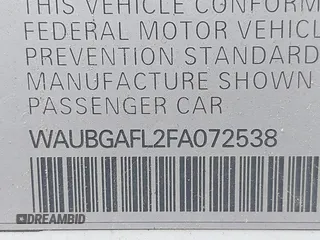 THIS VEHICLE CONFORM
FEDERAL MOTOR VEHICL
PREVENTION STANDARD
MANUFACTURE SHOWN
PASSENGER CAR
WAUBGAFL2FA072538
DREAMBID